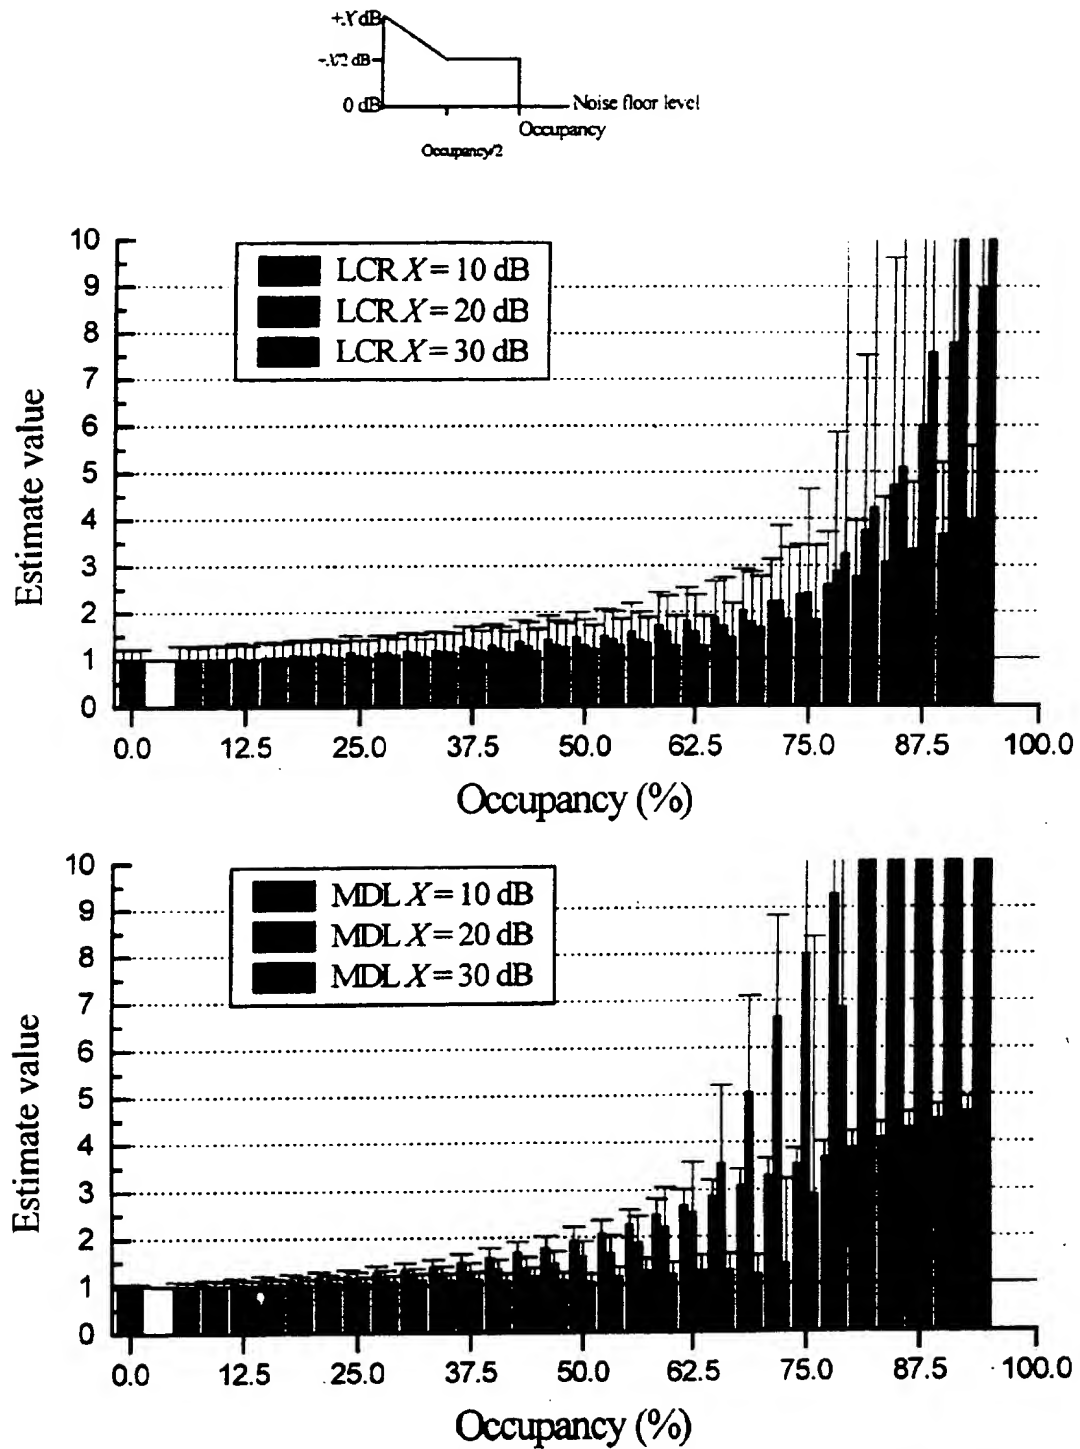 +X dB
-X/2 dB
0 dB
Noise floor level
Occupancy
Occupancy/2
10
9
8
7
6
5
4
3
2
1
0
Estimate value
LCR X = 10 dB
LCR X = 20 dB
LCR X = 30 dB
0.0 12.5 25.0 37.5 50.0 62.5 75.0 87.5 100.0
Occupancy (%)
10
9
8
7
6
5
4
3
2
1
0
Estimate value
MDL X = 10 dB
MDL X = 20 dB
MDL X = 30 dB
0.0 12.5 25.0 37.5 50.0 62.5 75.0 87.5 100.0
Occupancy (%)